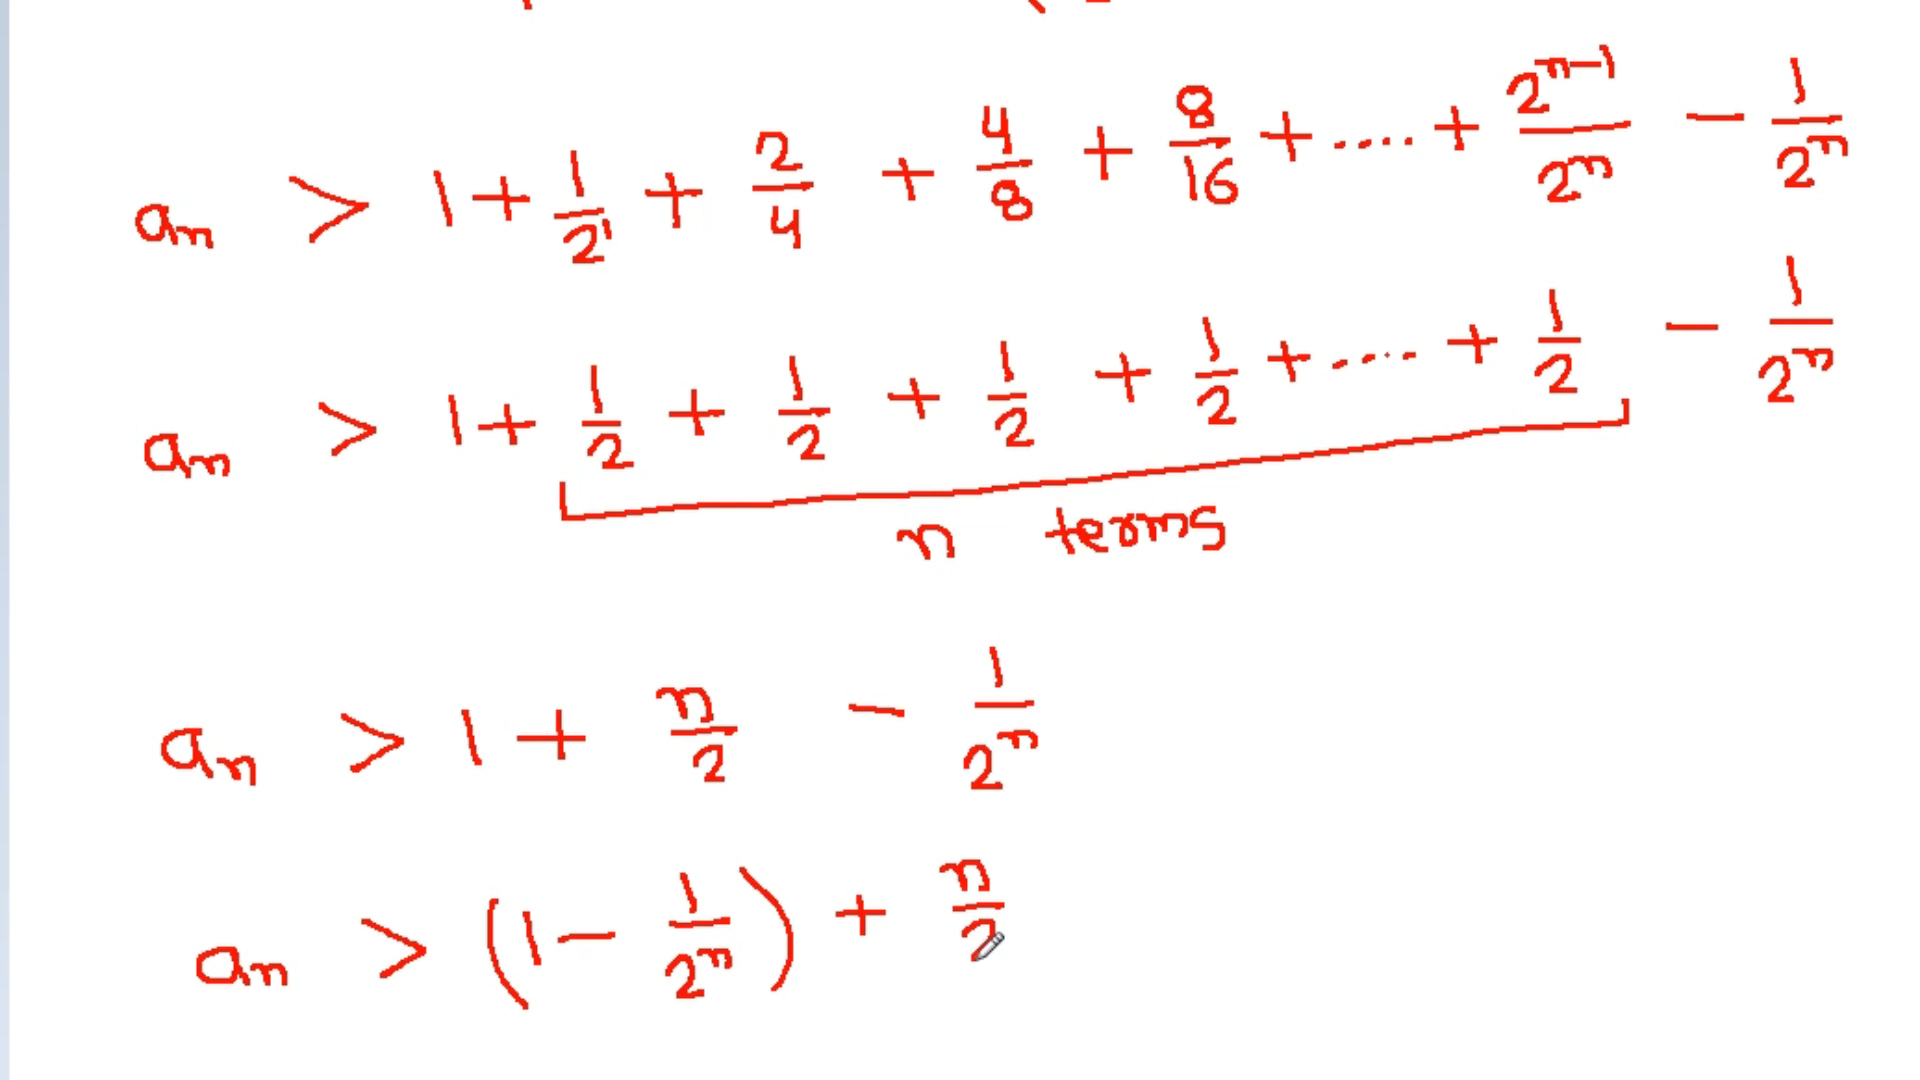 a_n > 1 + 1/2^1 + 2/4 + 4/8 + 8/16 + .... + 2^(n-1)/2^n - 1/2^n
a_n > 1 + 1/2 + 1/2 + 1/2 + 1/2 + .... + 1/2 - 1/2^n
n terms
a_n > 1 + n/2 - 1/2^n
a_n > (1 - 1/2^n) + n/2